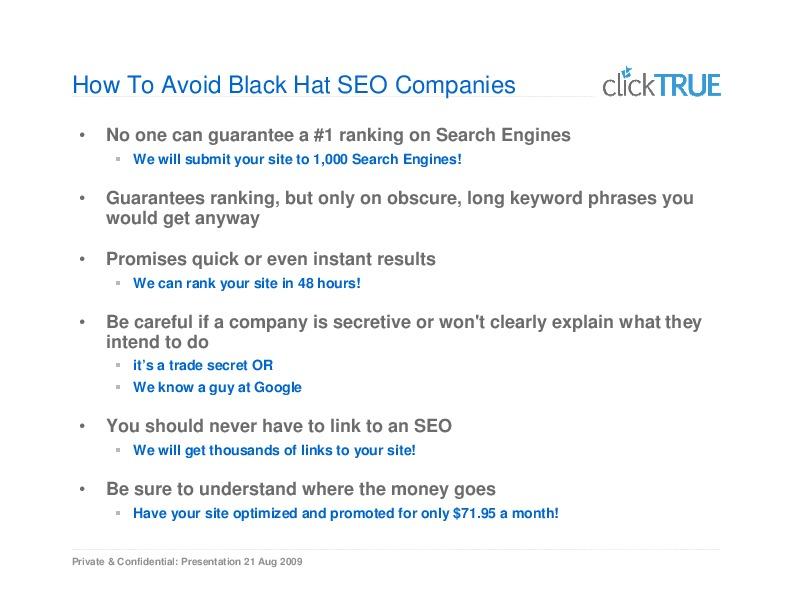 How To Avoid Black Hat SEO Companies
clickTRUE
• No one can guarantee a #1 ranking on Search Engines
▪ We will submit your site to 1,000 Search Engines!
• Guarantees ranking, but only on obscure, long keyword phrases you
would get anyway
• Promises quick or even instant results
▪ We can rank your site in 48 hours!
• Be careful if a company is secretive or won't clearly explain what they
intend to do
▪ it’s a trade secret OR
▪ We know a guy at Google
• You should never have to link to an SEO
▪ We will get thousands of links to your site!
• Be sure to understand where the money goes
▪ Have your site optimized and promoted for only $71.95 a month!
Private & Confidential: Presentation 21 Aug 2009